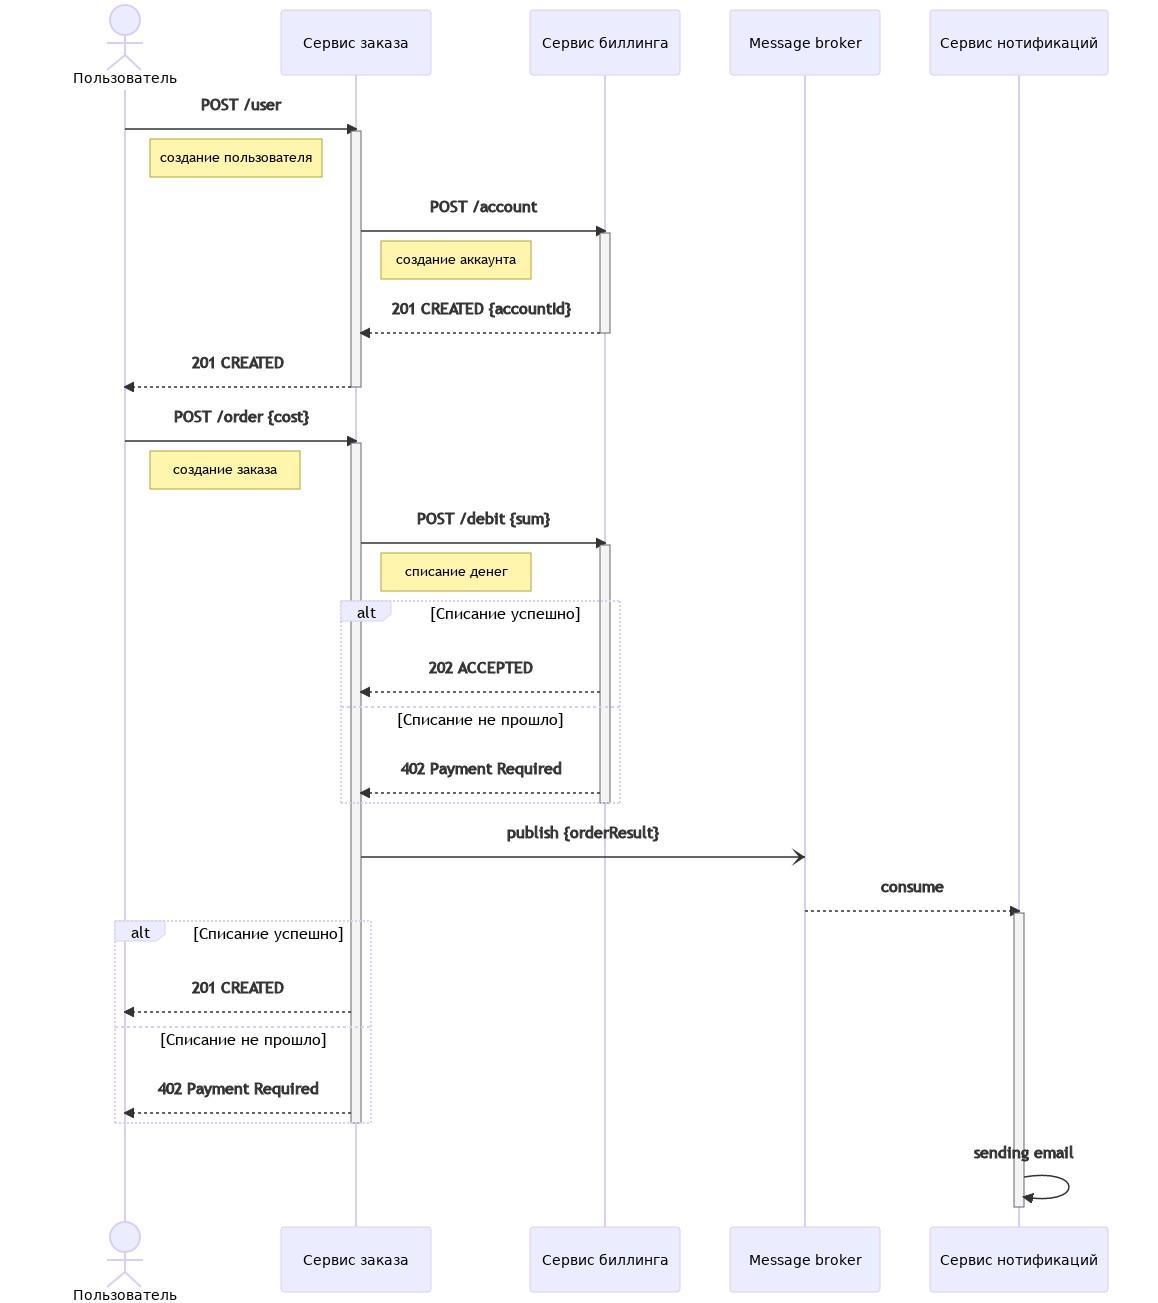 Пользователь
Сервис заказа
Сервис биллинга
Message broker
Сервис нотификаций
POST /user
создание пользователя
POST /account
создание аккаунта
201 CREATED {accountId}
201 CREATED
POST /order {cost}
создание заказа
POST /debit {sum}
списание денег
alt
[Списание успешно]
202 ACCEPTED
[Списание не прошло]
402 Payment Required
publish {orderResult}
consume
alt
[Списание успешно]
201 CREATED
[Списание не прошло]
402 Payment Required
sending email
Пользователь
Сервис заказа
Сервис биллинга
Message broker
Сервис нотификаций